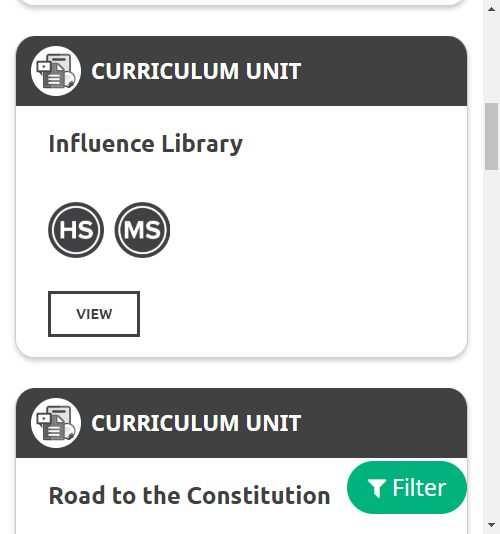 CURRICULUM UNIT
Influence Library
HS MS
VIEW
CURRICULUM UNIT
Road to the Constitution
Filter